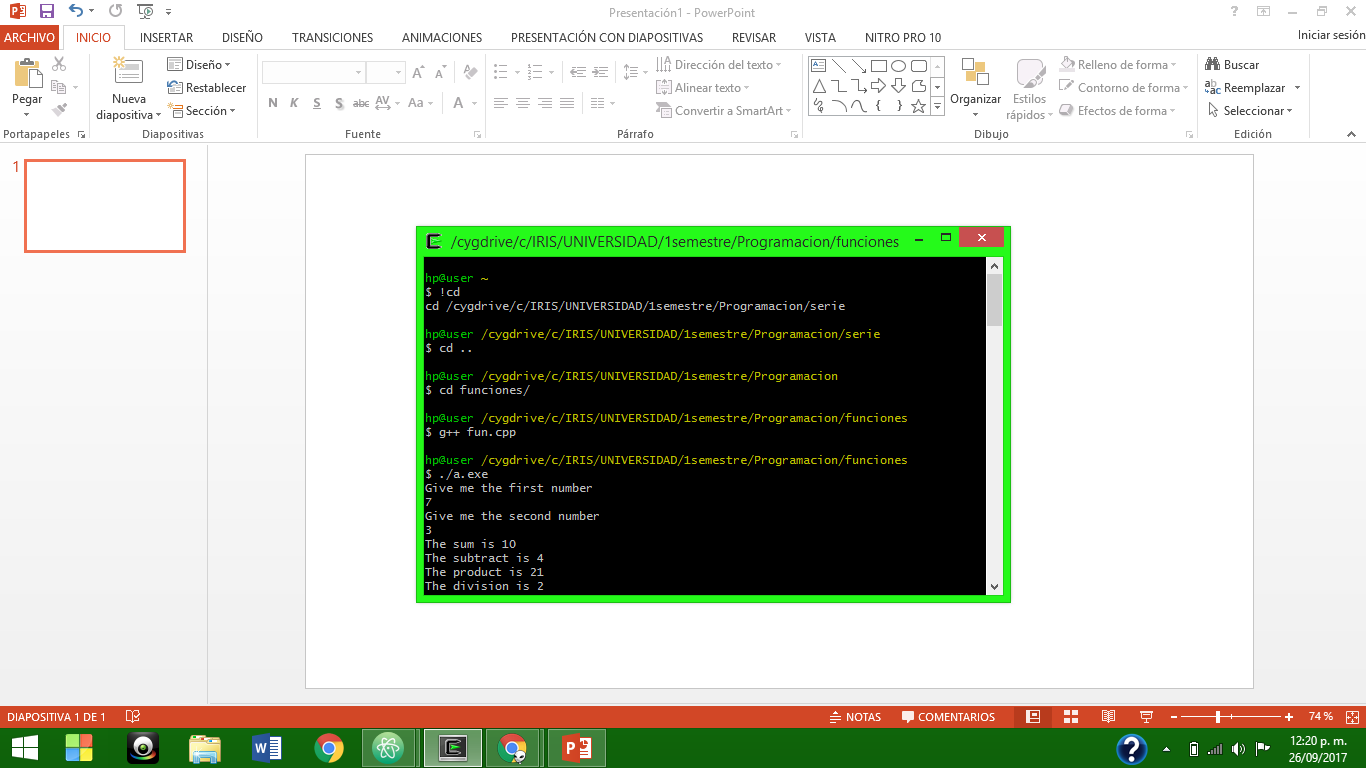 Presentación1 - PowerPoint
ARCHIVO INICIO INSERTAR DISEÑO TRANSICIONES ANIMACIONES PRESENTACIÓN CON DIAPOSITIVAS REVISAR VISTA NITRO PRO 10 Iniciar sesión
Pegar
Portapapeles
Nueva diapositiva
Diseño
Restablecer
Sección
Diapositivas
N K S S abc AV Aa A
Fuente
Dirección del texto
Alinear texto
Convertir a SmartArt
Párrafo
Organizar
Estilos rápidos
Relleno de forma
Contorno de forma
Efectos de forma
Dibujo
Buscar
Reemplazar
Seleccionar
Edición
1
/cygdrive/c/IRIS/UNIVERSIDAD/1semestre/Programacion/funciones
hp@user ~
$ !cd
cd /cygdrive/c/IRIS/UNIVERSIDAD/1semestre/Programacion/serie
hp@user /cygdrive/c/IRIS/UNIVERSIDAD/1semestre/Programacion/serie
$ cd ..
hp@user /cygdrive/c/IRIS/UNIVERSIDAD/1semestre/Programacion
$ cd funciones/
hp@user /cygdrive/c/IRIS/UNIVERSIDAD/1semestre/Programacion/funciones
$ g++ fun.cpp
hp@user /cygdrive/c/IRIS/UNIVERSIDAD/1semestre/Programacion/funciones
$ ./a.exe
Give me the first number
7
Give me the second number
3
The sum is 10
The subtract is 4
The product is 21
The division is 2
DIAPOSITIVA 1 DE 1 NOTAS COMENTARIOS 74 %
12:20 p. m.
26/09/2017